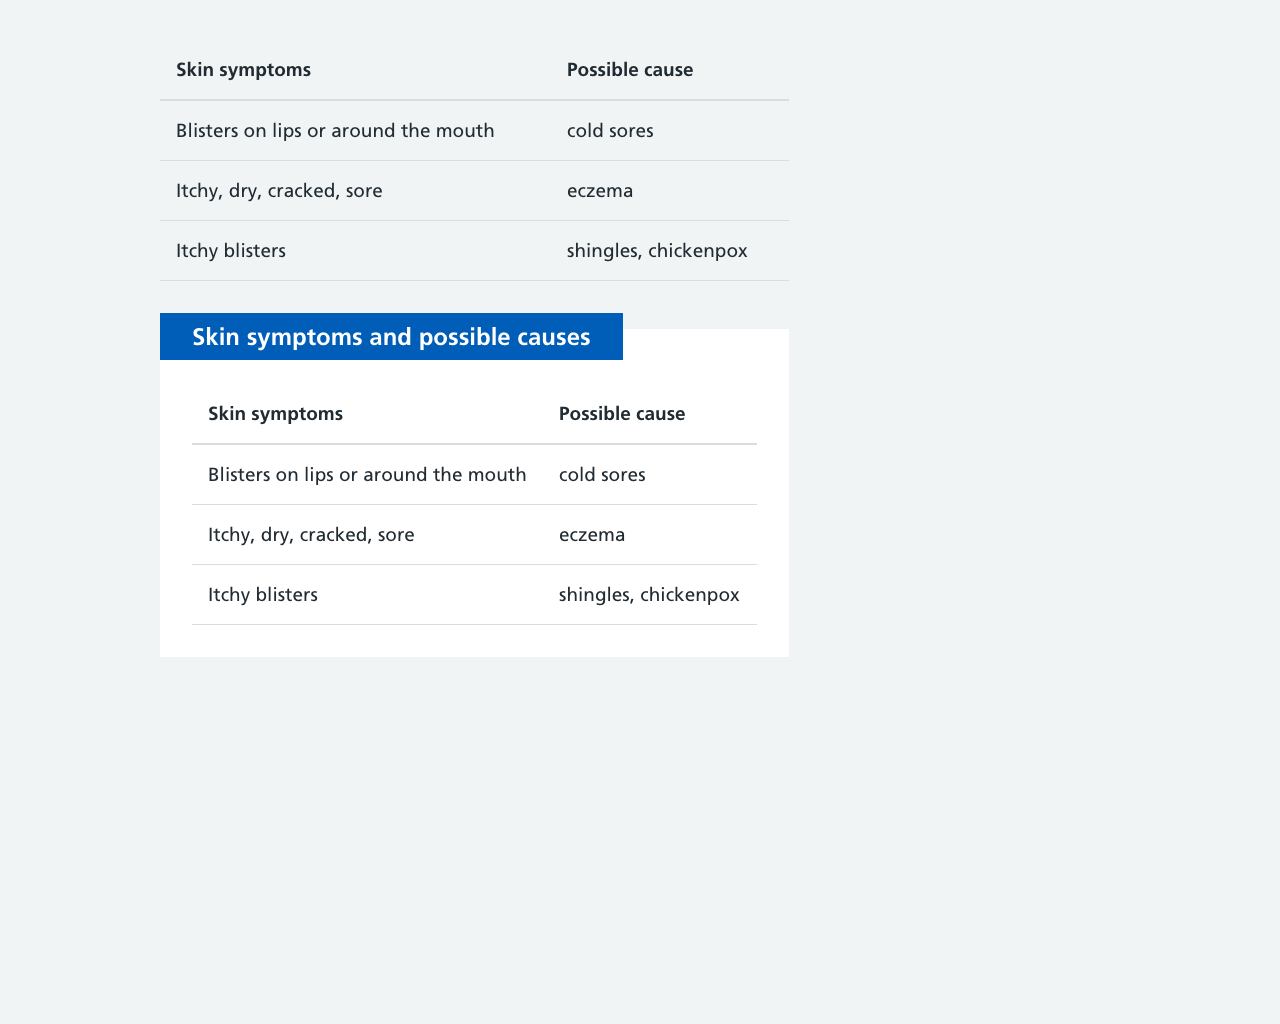 Skin symptoms Possible cause
Blisters on lips or around the mouth cold sores
Itchy, dry, cracked, sore eczema
Itchy blisters shingles, chickenpox
Skin symptoms and possible causes
Skin symptoms Possible cause
Blisters on lips or around the mouth cold sores
Itchy, dry, cracked, sore eczema
Itchy blisters shingles, chickenpox